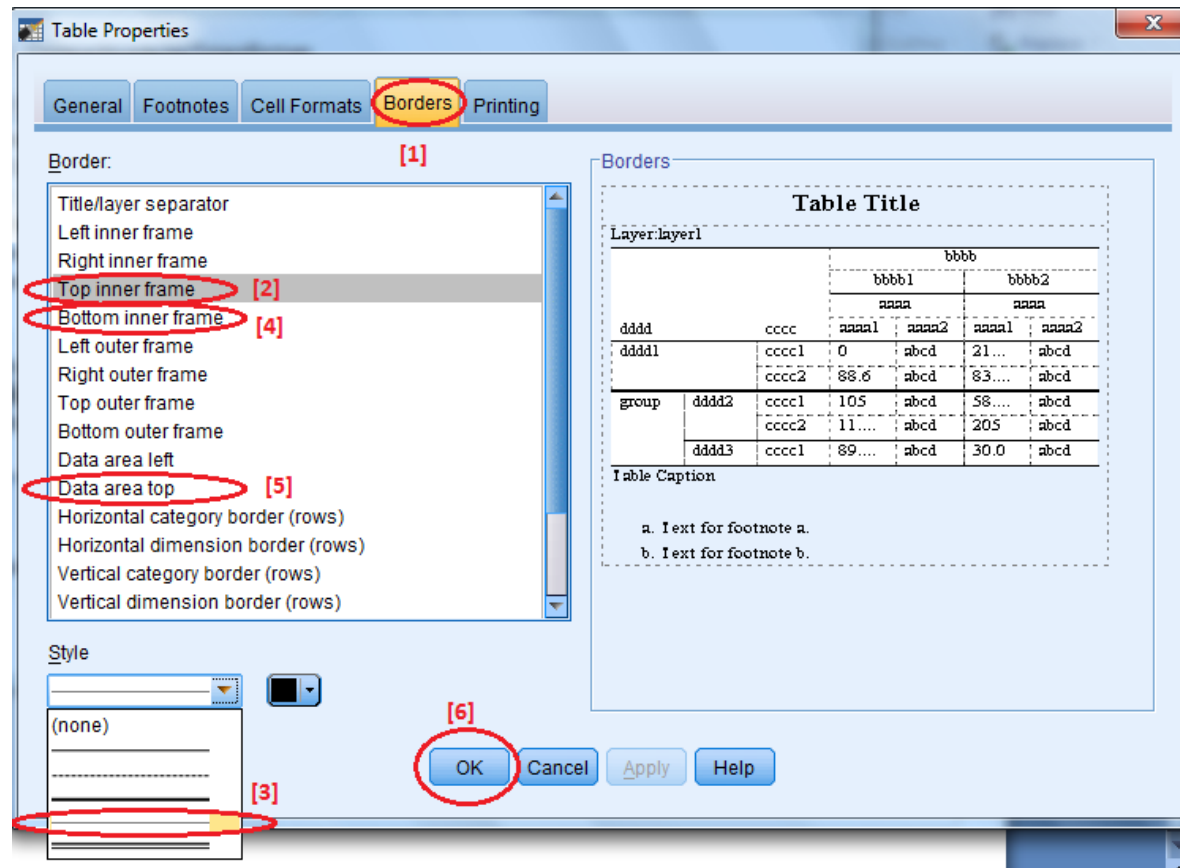 Table Properties
General Footnotes Cell Formats Borders Printing
[1]
Border:
Title/layer separator
Left inner frame
Right inner frame
Top inner frame [2]
Bottom inner frame [4]
Left outer frame
Right outer frame
Top outer frame
Bottom outer frame
Data area left
Data area top [5]
Horizontal category border (rows)
Horizontal dimension border (rows)
Vertical category border (rows)
Vertical dimension border (rows)
Borders
Table Title
Layer:layer1
bbbb
bbbb1 bbbb2
aaaa aaaa
dddd cccc aaaa1 aaaa2 aaaa1 aaaa2
dddd1 cccc1 0 abcd 21... abcd
cccc2 88.6 abcd 83.... abcd
group dddd2 cccc1 105 abcd 58.... abcd
cccc2 11.... abcd 205 abcd
dddd3 cccc1 89.... abcd 30.0 abcd
Table Caption
a. Text for footnote a.
b. Text for footnote b.
Style
(none)
[3]
[6]
OK Cancel Apply Help